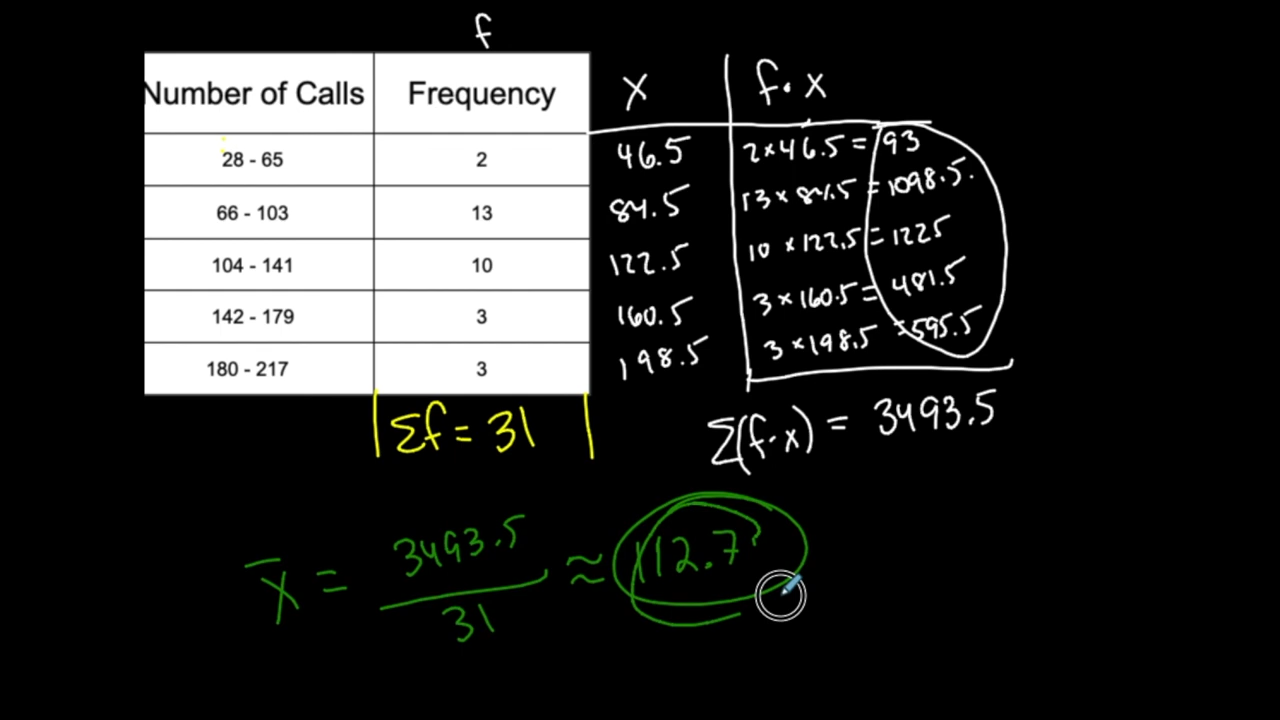 f
Number of Calls Frequency x f·x
28 - 65 2 46.5 2×46.5 = 93
66 - 103 13 84.5 13×84.5 = 1098.5
104 - 141 10 122.5 10×122.5 = 1225
142 - 179 3 160.5 3×160.5 = 481.5
180 - 217 3 198.5 3×198.5 = 595.5
Σf = 31 Σ(f·x) = 3493.5
x̄ = 3493.5 / 31 ≈ 112.7